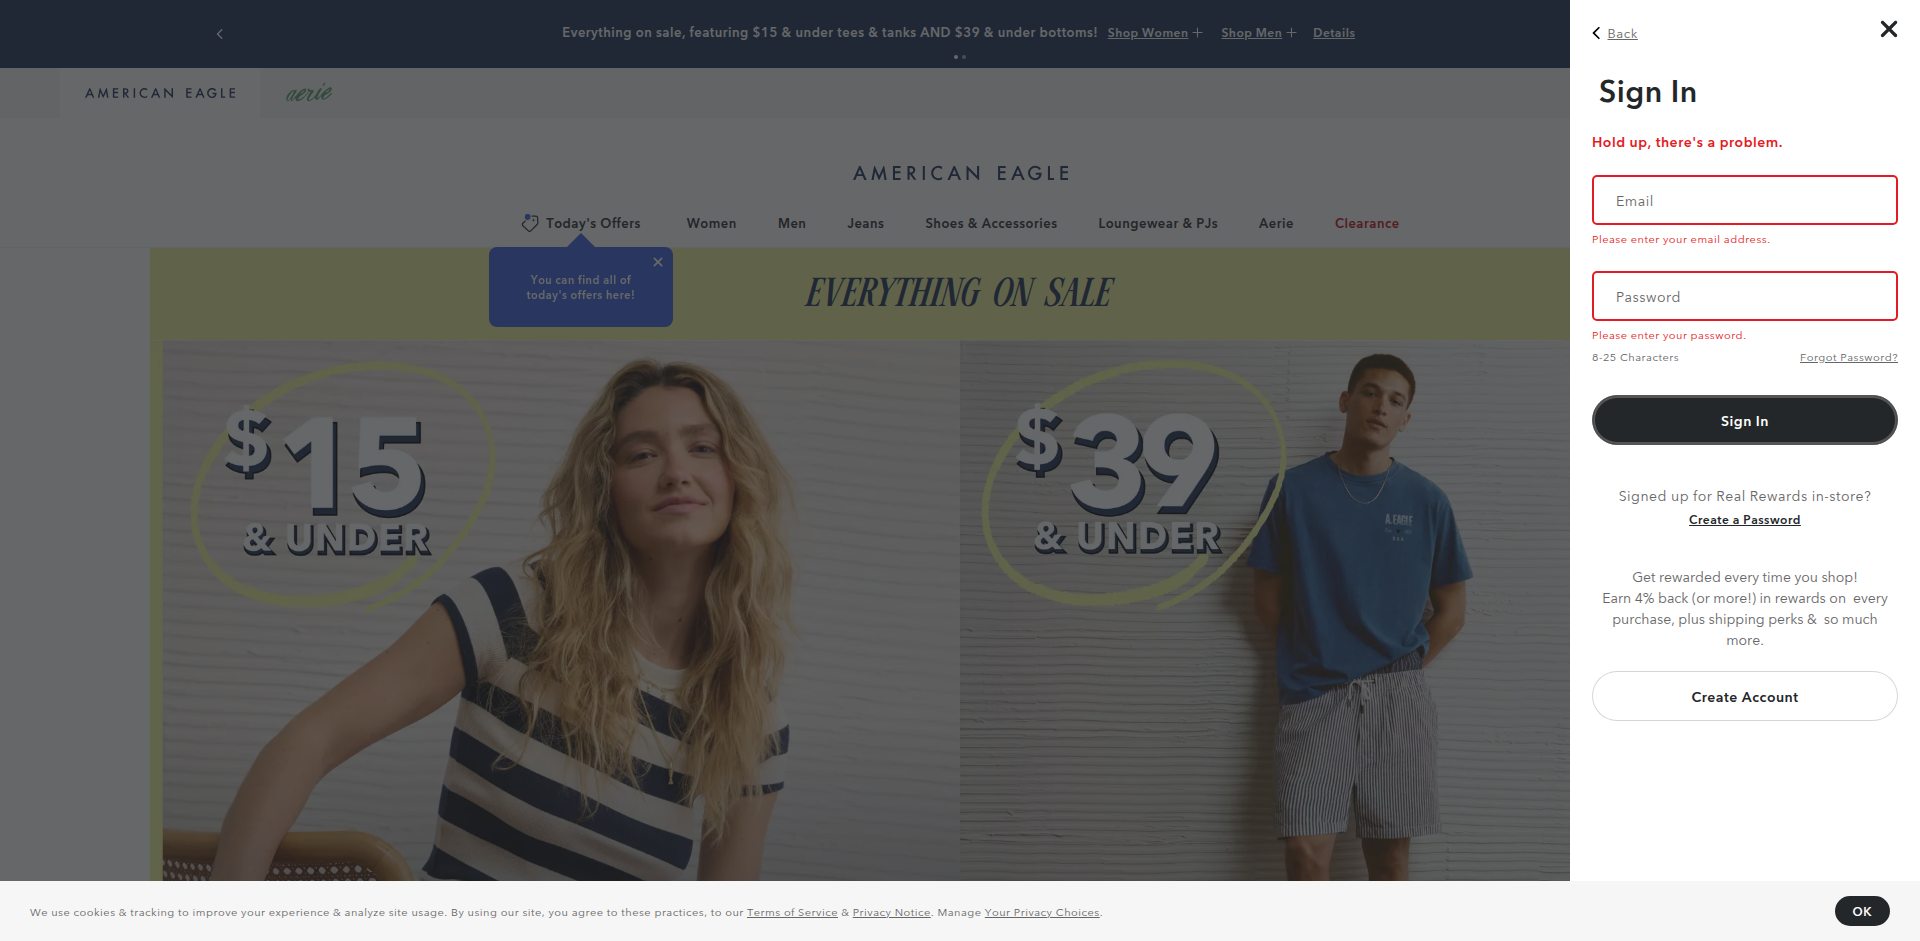 Everything on sale, featuring $15 & under tees & tanks AND $39 & under bottoms! Shop Women Shop Men Details
AMERICAN EAGLE aerie
AMERICAN EAGLE
Today's Offers Women Men Jeans Shoes & Accessories Loungewear & PJs Aerie Clearance
You can find all of
today's offers here!
EVERYTHING ON SALE
$15
& UNDER
$39
& UNDER
A. EAGLE
Back
Sign In
Hold up, there's a problem.
Email
Please enter your email address.
Password
Please enter your password.
8-25 Characters Forgot Password?
Sign In
Signed up for Real Rewards in-store?
Create a Password
Get rewarded every time you shop!
Earn 4% back (or more!) in rewards on every
purchase, plus shipping perks & so much
more.
Create Account
We use cookies & tracking to improve your experience & analyze site usage. By using our site, you agree to these practices, to our Terms of Service & Privacy Notice. Manage Your Privacy Choices.
OK